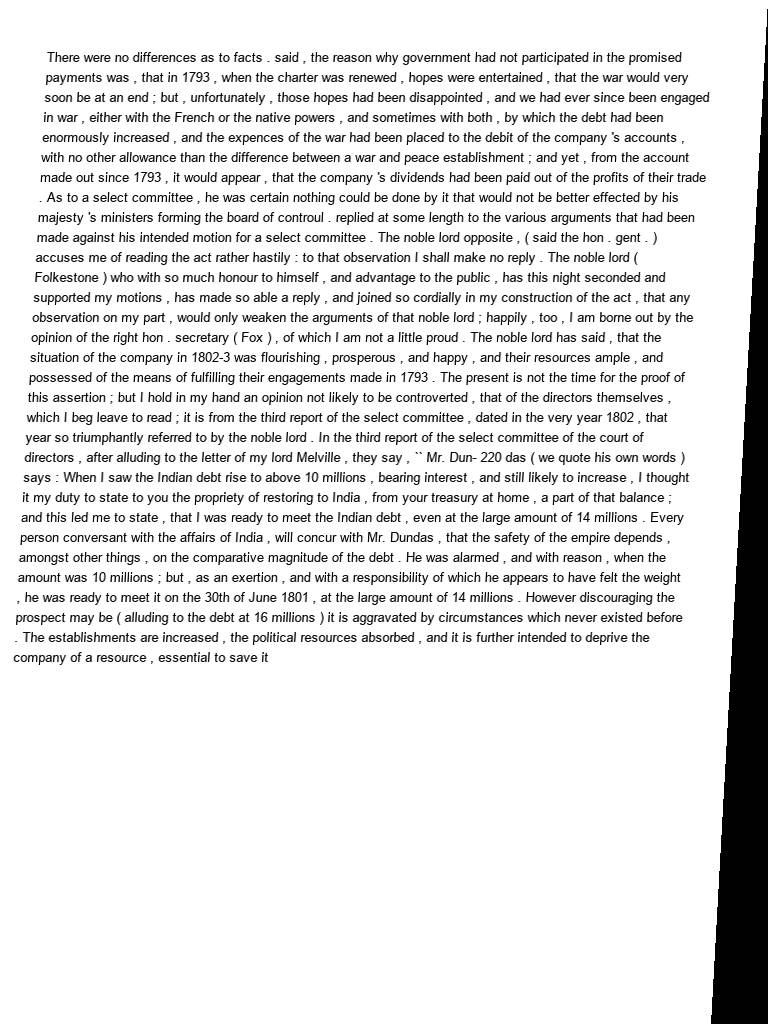 There were no differences as to facts . said , the reason why government had not participated in the promised
payments was , that in 1793 , when the charter was renewed , hopes were entertained , that the war would very
soon be at an end ; but , unfortunately , those hopes had been disappointed , and we had ever since been engaged
in war , either with the French or the native powers , and sometimes with both , by which the debt had been
enormously increased , and the expences of the war had been placed to the debit of the company 's accounts ,
with no other allowance than the difference between a war and peace establishment ; and yet , from the account
made out since 1793 , it would appear , that the company 's dividends had been paid out of the profits of their trade
. As to a select committee , he was certain nothing could be done by it that would not be better effected by his
majesty 's ministers forming the board of controul . replied at some length to the various arguments that had been
made against his intended motion for a select committee . The noble lord opposite , ( said the hon . gent . )
accuses me of reading the act rather hastily : to that observation I shall make no reply . The noble lord (
Folkestone ) who with so much honour to himself , and advantage to the public , has this night seconded and
supported my motions , has made so able a reply , and joined so cordially in my construction of the act , that any
observation on my part , would only weaken the arguments of that noble lord ; happily , too , I am borne out by the
opinion of the right hon . secretary ( Fox ) , of which I am not a little proud . The noble lord has said , that the
situation of the company in 1802-3 was flourishing , prosperous , and happy , and their resources ample , and
possessed of the means of fulfilling their engagements made in 1793 . The present is not the time for the proof of
this assertion ; but I hold in my hand an opinion not likely to be controverted , that of the directors themselves ,
which I beg leave to read ; it is from the third report of the select committee , dated in the very year 1802 , that
year so triumphantly referred to by the noble lord . In the third report of the select committee of the court of
directors , after alluding to the letter of my lord Melville , they say , `` Mr. Dun- 220 das ( we quote his own words )
says : When I saw the Indian debt rise to above 10 millions , bearing interest , and still likely to increase , I thought
it my duty to state to you the propriety of restoring to India , from your treasury at home , a part of that balance ;
and this led me to state , that I was ready to meet the Indian debt , even at the large amount of 14 millions . Every
person conversant with the affairs of India , will concur with Mr. Dundas , that the safety of the empire depends ,
amongst other things , on the comparative magnitude of the debt . He was alarmed , and with reason , when the
amount was 10 millions ; but , as an exertion , and with a responsibility of which he appears to have felt the weight
, he was ready to meet it on the 30th of June 1801 , at the large amount of 14 millions . However discouraging the
prospect may be ( alluding to the debt at 16 millions ) it is aggravated by circumstances which never existed before
. The establishments are increased , the political resources absorbed , and it is further intended to deprive the
company of a resource , essential to save it